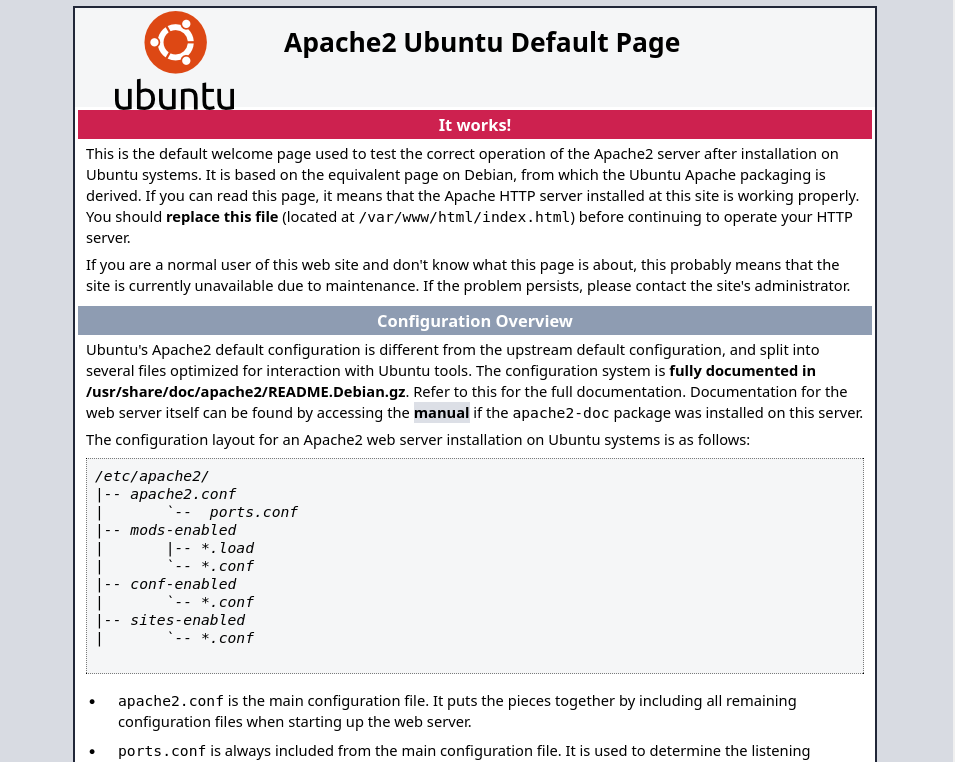 ubuntu
Apache2 Ubuntu Default Page
It works!
This is the default welcome page used to test the correct operation of the Apache2 server after installation on
Ubuntu systems. It is based on the equivalent page on Debian, from which the Ubuntu Apache packaging is
derived. If you can read this page, it means that the Apache HTTP server installed at this site is working properly.
You should replace this file (located at /var/www/html/index.html) before continuing to operate your HTTP
server.
If you are a normal user of this web site and don't know what this page is about, this probably means that the
site is currently unavailable due to maintenance. If the problem persists, please contact the site's administrator.
Configuration Overview
Ubuntu's Apache2 default configuration is different from the upstream default configuration, and split into
several files optimized for interaction with Ubuntu tools. The configuration system is fully documented in
/usr/share/doc/apache2/README.Debian.gz. Refer to this for the full documentation. Documentation for the
web server itself can be found by accessing the manual if the apache2-doc package was installed on this server.
The configuration layout for an Apache2 web server installation on Ubuntu systems is as follows:
/etc/apache2/
|-- apache2.conf
|       `--  ports.conf
|-- mods-enabled
|       |-- *.load
|       `-- *.conf
|-- conf-enabled
|       `-- *.conf
|-- sites-enabled
|       `-- *.conf
• apache2.conf is the main configuration file. It puts the pieces together by including all remaining
configuration files when starting up the web server.
• ports.conf is always included from the main configuration file. It is used to determine the listening